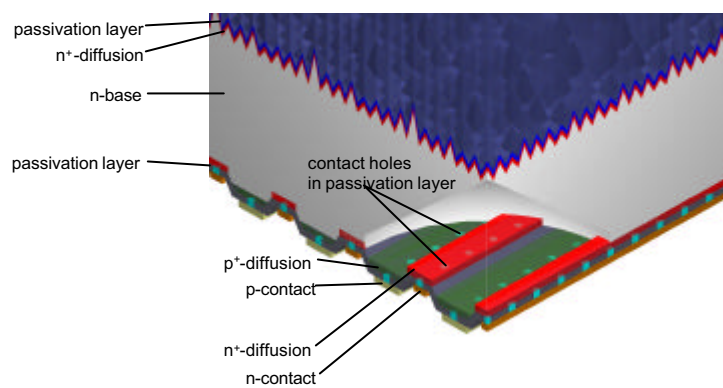 passivation layer
n⁺-diffusion
n-base
passivation layer
contact holes
in passivation layer
p⁺-diffusion
p-contact
n⁺-diffusion
n-contact